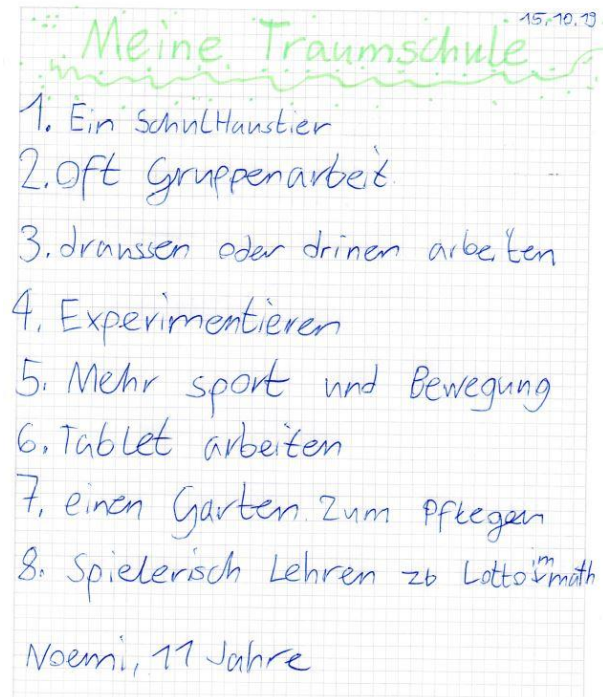 15.10.19
Meine Traumschule
1. Ein SchulHaustier
2. Oft Gruppenarbeit.
3. draussen oder drinen arbeiten
4. Experimentieren
5. Mehr sport und Bewegung
6. Tablet arbeiten
7. einen Garten zum Pflegen
8. Spielerisch Lehren zb Lotto im math
Noemi, 11 Jahre